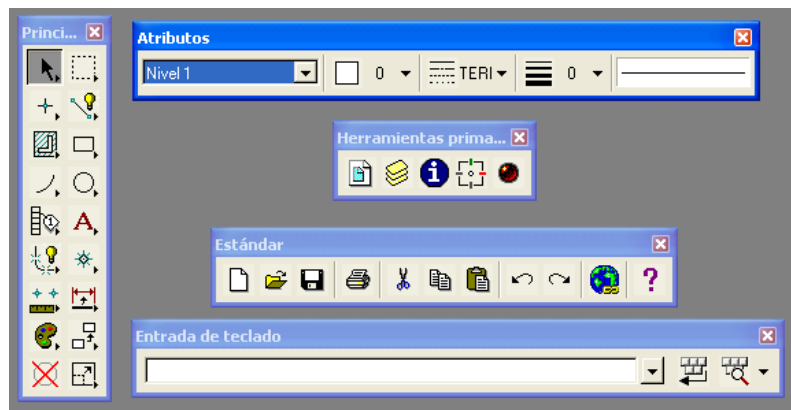 Princi...
Atributos
Nivel 1
0
TERI
0
Herramientas prima...
Estándar
Entrada de teclado